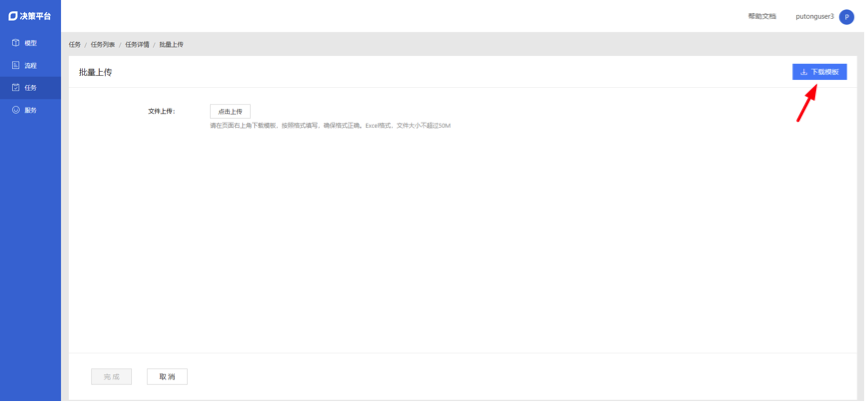 决策平台
帮助文档
putonguser3
P
模型
流程
任务
服务
任务 / 任务列表 / 任务详情 / 批量上传
批量上传
下载模板
文件上传：
点击上传
请在页面右上角下载模板，按照格式填写，确保格式正确。Excel格式，文件大小不超过50M
完成
取消